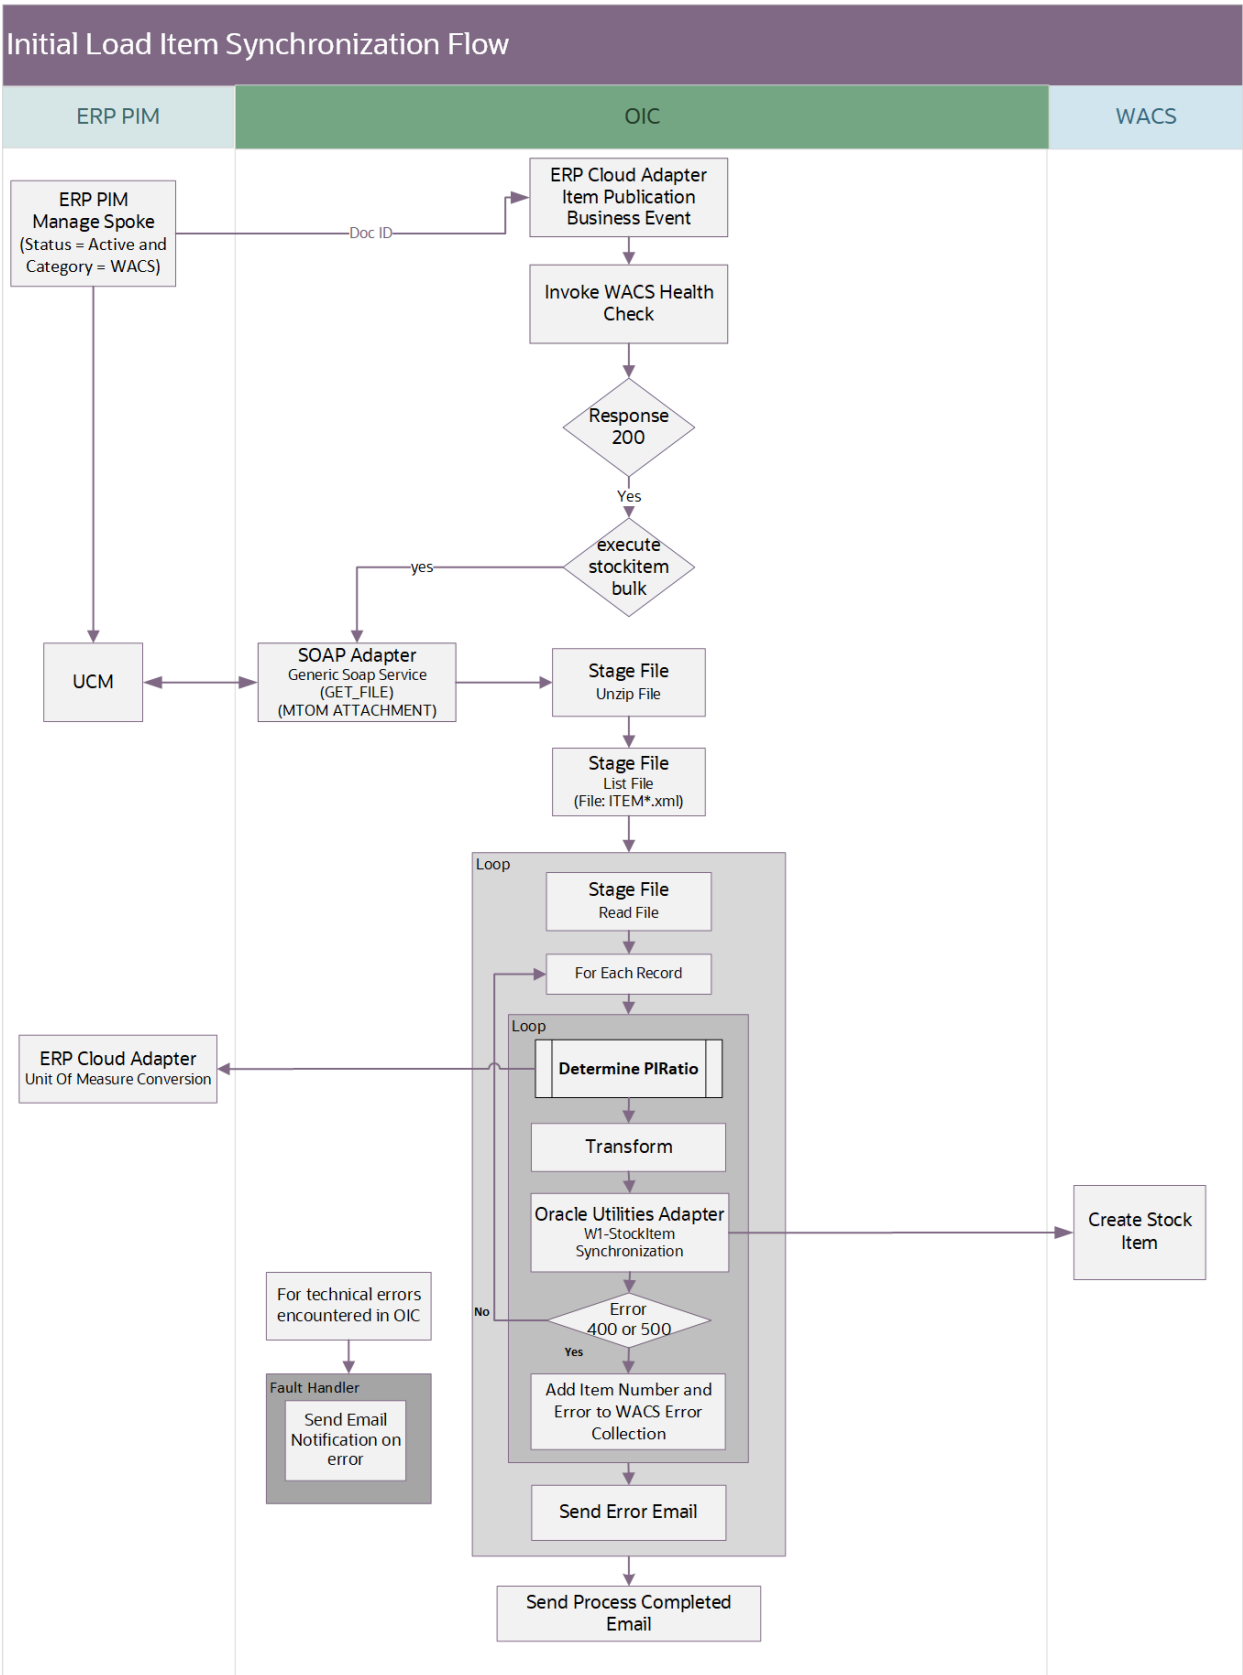 Initial Load Item Synchronization Flow
ERP PIM
OIC
WACS
ERP PIM
Manage Spoke
(Status = Active and
Category = WACS)
Doc ID
ERP Cloud Adapter
Item Publication
Business Event
Invoke WACS Health
Check
Response
200
Yes
execute
stockitem
bulk
yes
UCM
SOAP Adapter
Generic Soap Service
(GET_FILE)
(MTOM ATTACHMENT)
Stage File
Unzip File
Stage File
List File
(File: ITEM*.xml)
Loop
Stage File
Read File
For Each Record
Loop
Determine PIRatio
ERP Cloud Adapter
Unit Of Measure Conversion
Transform
Oracle Utilities Adapter
W1-StockItem
Synchronization
Create Stock
Item
Error
400 or 500
No
Yes
Add Item Number and
Error to WACS Error
Collection
For technical errors
encountered in OIC
Fault Handler
Send Email
Notification on
error
Send Error Email
Send Process Completed
Email